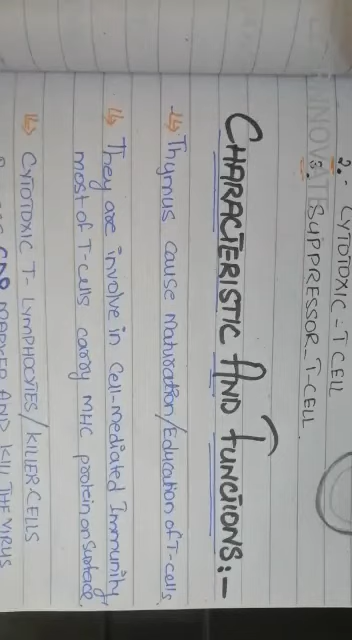 2.- CYTOTOXIC - T CELL
3. SUPPRESSOR - T-CELL.
CHARACTERISTIC AND FUNCTIONS:-
↳ Thymus cause Maturation/Education of T-cells.
↳ They are involve in cell-mediated Immunity,
most of T-cells carry MHC protein on surface.
↳ CYTOTOXIC T- LYMPHOCYTES/KILLER CELLS
CD8 MARKER AND KILL THE VIRUS